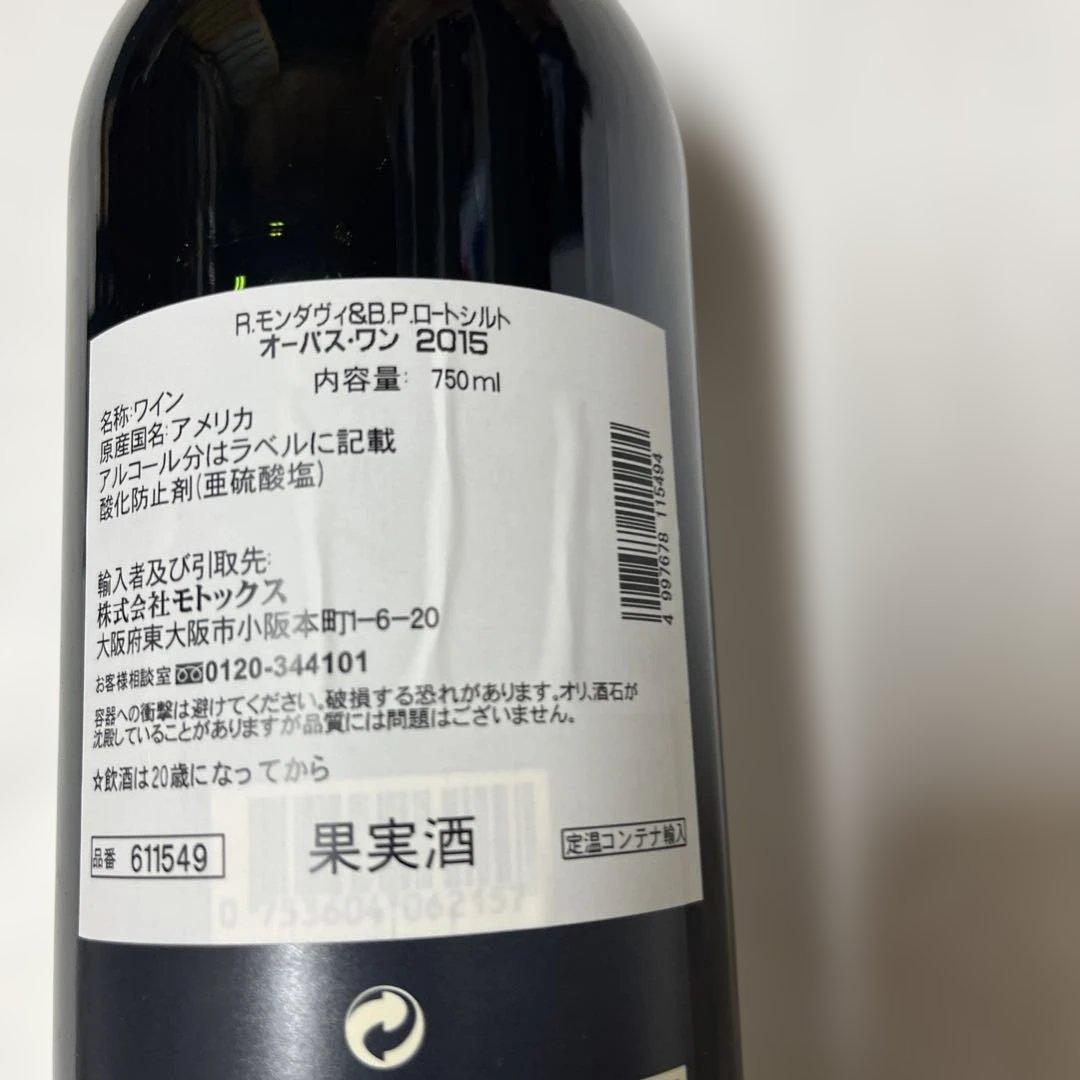 R.モンダヴィ&B.P.ロートシルト
オーパス・ワン 2015
内容量: 750ml
名称:ワイン
原産国名:アメリカ
アルコール分はラベルに記載
酸化防止剤(亜硫酸塩)
輸入者及び引取先:
株式会社モトックス
大阪府東大阪市小阪本町1-6-20
お客様相談室 0120-344101
容器への衝撃は避けてください。破損する恐れがあります。オリ、酒石が
沈殿していることがありますが品質には問題はございません。
☆飲酒は20歳になってから
品番 611549
果実酒
定温コンテナ輸入
4 997678 115494
0 753604 062157